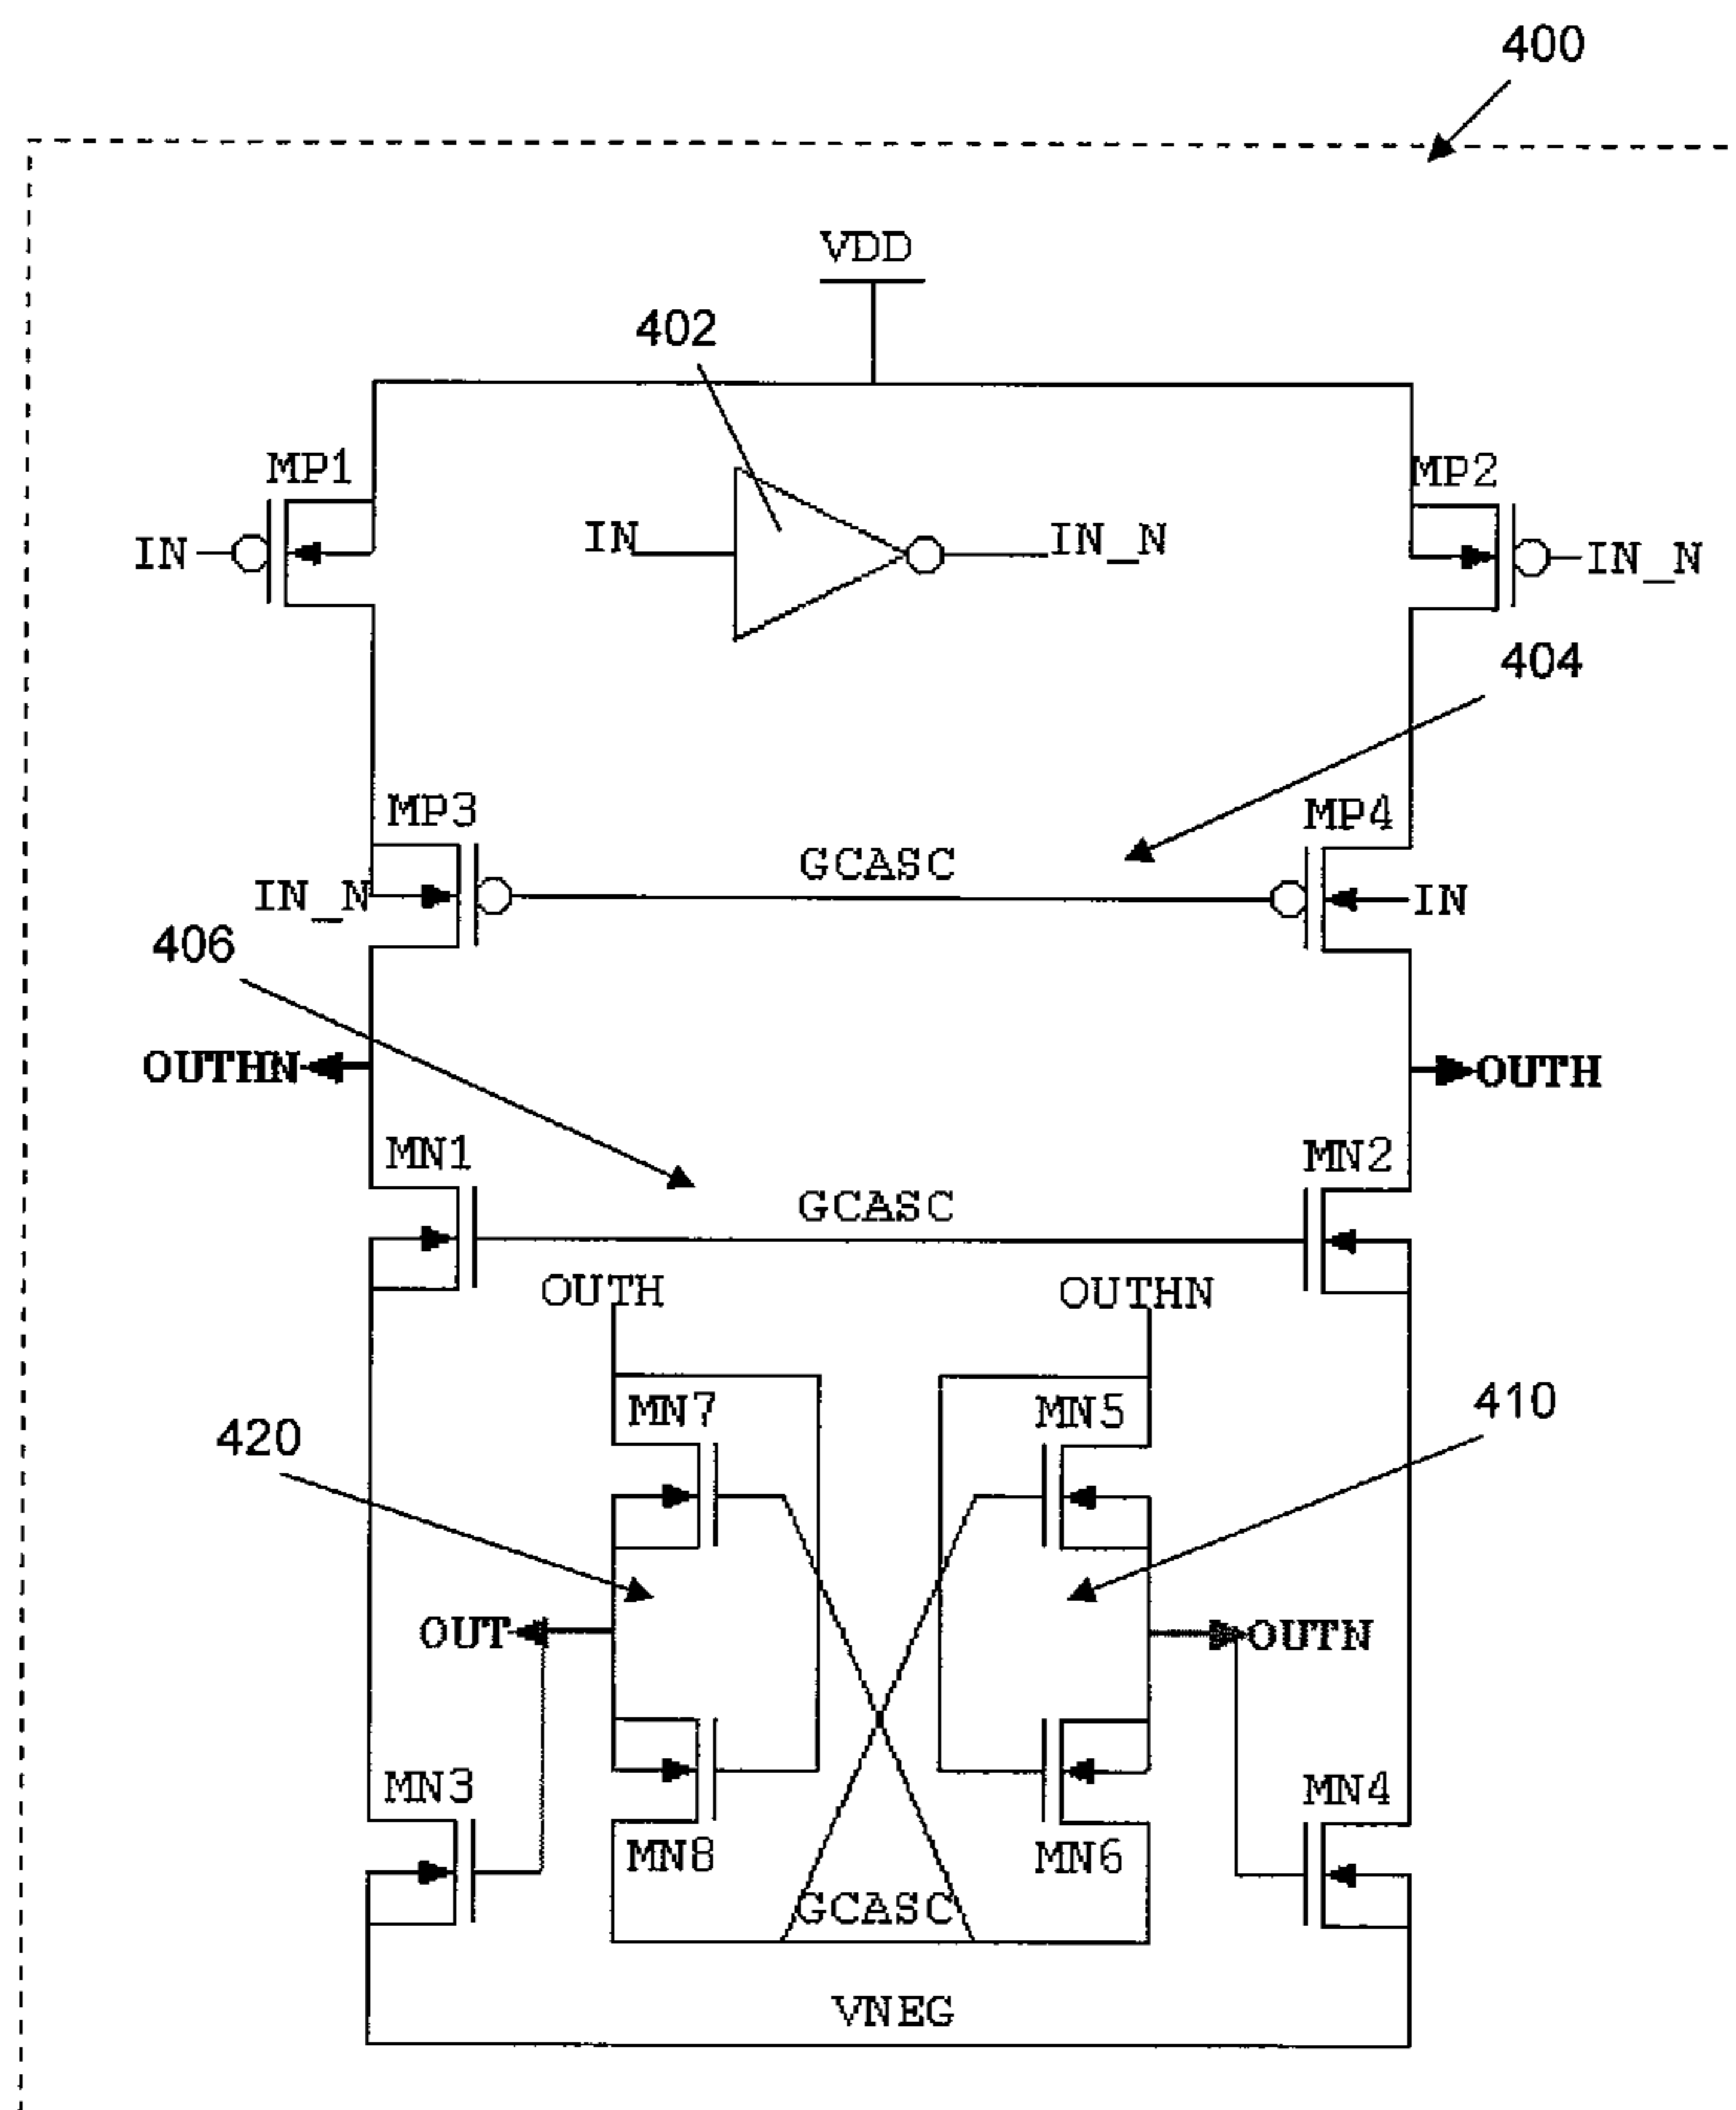 400
VDD
402
MP1
MP2
IN
IN
IN_N
IN_N
404
MP3
MP4
GCASC
IN_N
IN
406
OUTHN
OUTH
MN1
MN2
GCASC
OUTH
OUTHN
MN7
MN5
410
420
OUT
OUTN
MN3
MN4
MN8
MN6
GCASC
VNEG